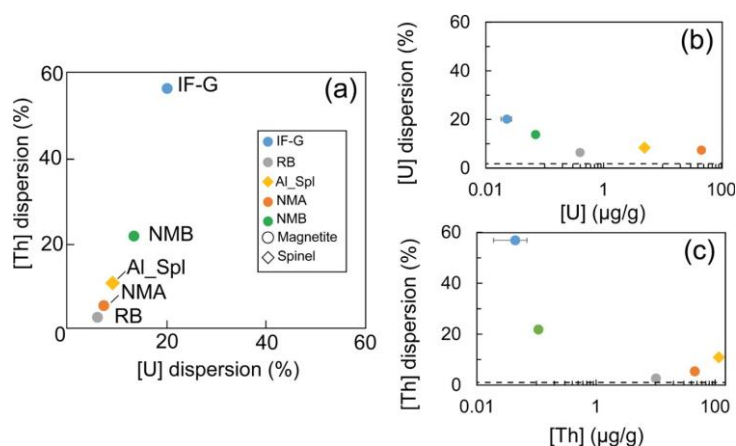 (a)
[Th] dispersion (%)
60
40
20
0
0
20
40
60
[U] dispersion (%)
IF-G
NMB
Al_Spl
NMA
RB
IF-G
RB
Al_Spl
NMA
NMB
Magnetite
Spinel
(b)
[U] dispersion (%)
60
40
20
0
0.01
1
100
[U] (µg/g)
(c)
[Th] dispersion (%)
60
40
20
0
0.01
1
100
[Th] (µg/g)